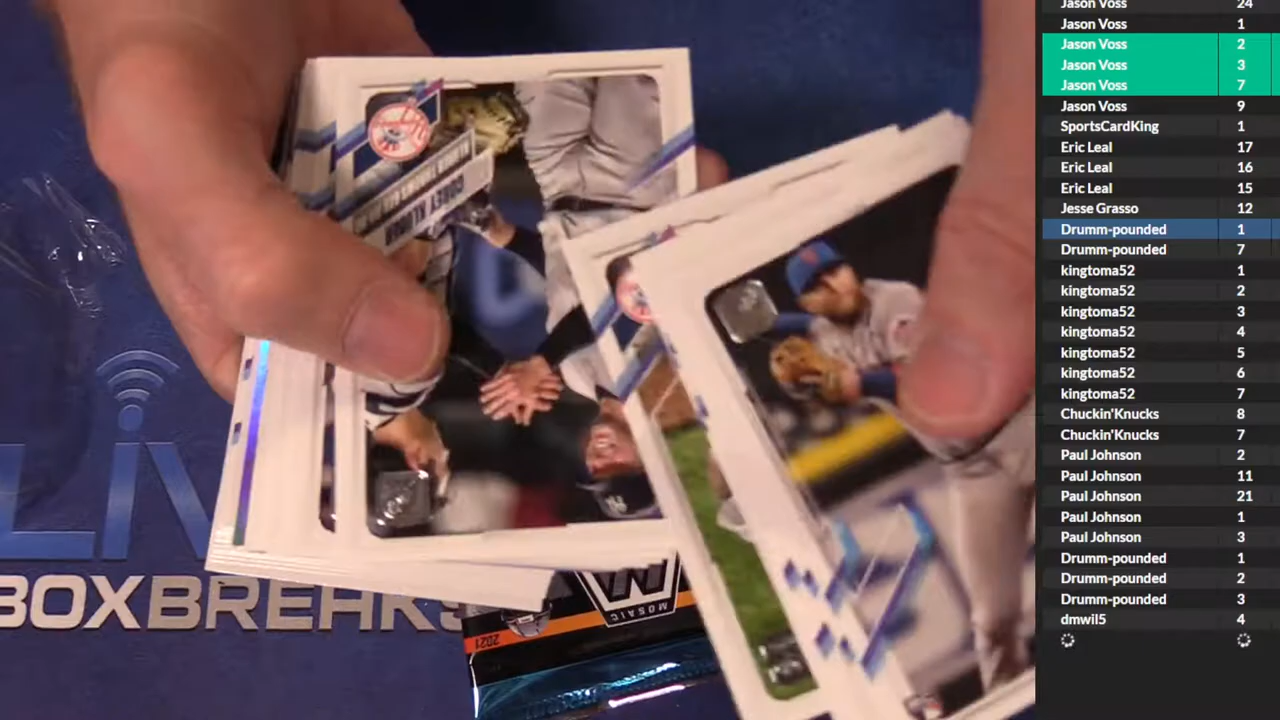 Jason Voss 24
Jason Voss 1
Jason Voss 2
Jason Voss 3
Jason Voss 7
Jason Voss 9
SportsCardKing 1
Eric Leal 17
Eric Leal 16
Eric Leal 15
Jesse Grasso 12
Drumm-pounded 1
Drumm-pounded 7
kingtoma52 1
kingtoma52 2
kingtoma52 3
kingtoma52 4
kingtoma52 5
kingtoma52 6
kingtoma52 7
Chuckin'Knucks 8
Chuckin'Knucks 7
Paul Johnson 2
Paul Johnson 11
Paul Johnson 21
Paul Johnson 1
Paul Johnson 3
Drumm-pounded 1
Drumm-pounded 2
Drumm-pounded 3
dmwil5 4
COREY
LIV
BOXBREAKS
MOSAIC
2021